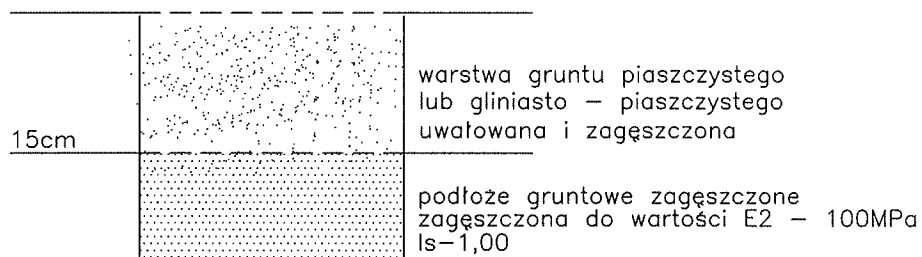 warstwa gruntu piaszczystego
lub gliniasto – piaszczystego
uwałowana i zagęszczona
15cm
podłoże gruntowe zagęszczone
zagęszczona do wartości E2 – 100MPa
Is–1,00